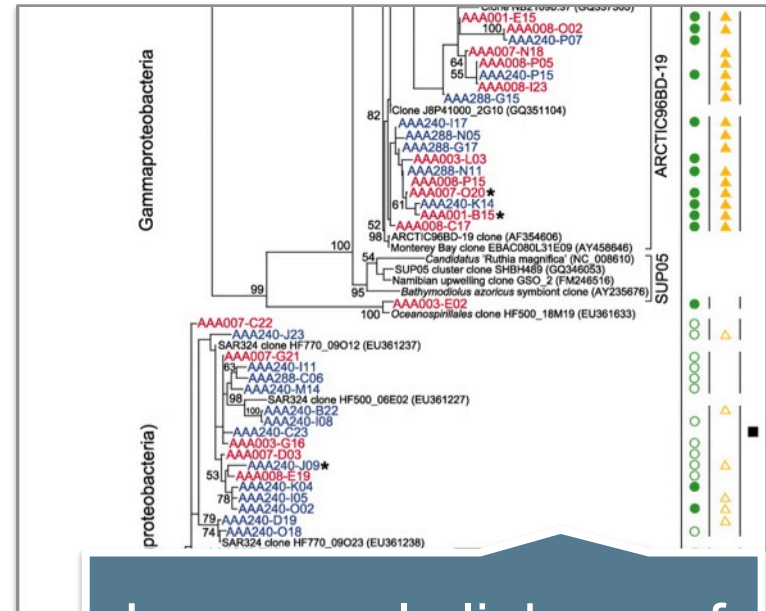 AAA001-E15
100 AAA008-O02
AAA240-P07
AAA007-N18
64 AAA008-P05
55 AAA240-P15
AAA008-I23
AAA288-G15
82 Clone J8P41000_2G10 (GQ351104)
AAA240-I17
AAA288-N05
AAA288-G17
AAA003-L03
AAA288-N11
AAA008-P15
AAA007-O20*
61 AAA240-K14
AAA001-B15*
52 AAA008-C17
98 ARCTIC96BD-19 clone (AF354606)
Monterey Bay clone EBAC080L31E09 (AY458646)
ARCTIC96BD-19
Gammaproteobacteria
100
54 Candidatus 'Ruthia magnifica' (NC_008610)
SUP05 cluster clone SHBH489 (GQ346053)
Namibian upwelling clone GSO_2 (FM246516)
99
95 Bathymodiolus azoricus symbiont clone (AY235676)
SUP05
AAA003-E02
100 Oceanospirillales clone HF500_18M19 (EU361633)
AAA007-C22
AAA240-J23
SAR324 clone HF770_09O12 (EU361237)
AAA007-G21
63 AAA240-I11
AAA288-C06
AAA240-M14
98 SAR324 clone HF500_06E02 (EU361227)
100 AAA240-B22
AAA240-I08
AAA240-C23
AAA003-G16
AAA007-D03
AAA240-J09*
53 AAA008-E19
AAA240-K04
78 AAA240-I05
AAA240-O02
79 AAA240-D19
74 AAA240-O18
SAR324 clone HF770_09O23 (EU361238)
proteobacteria)